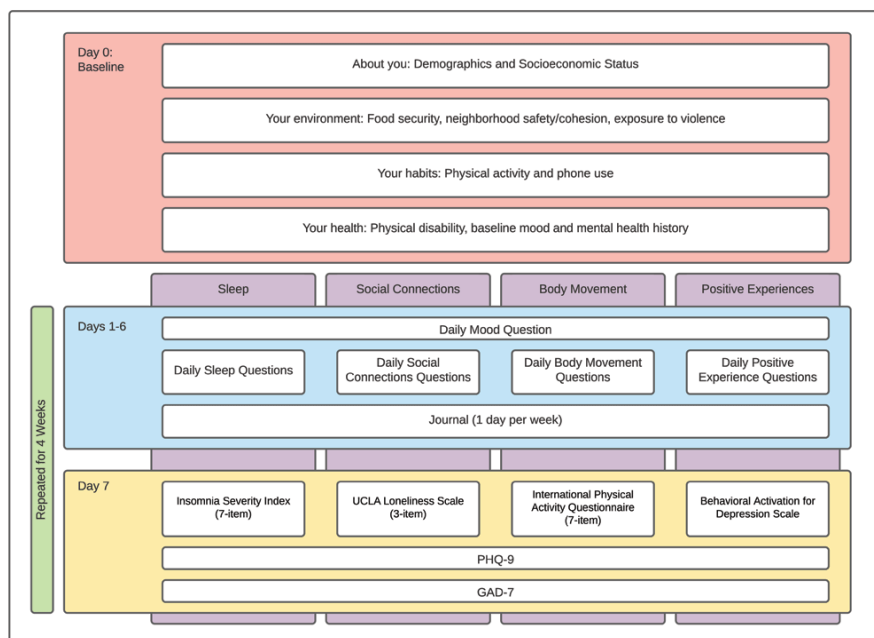 Day 0:
Baseline
About you: Demographics and Socioeconomic Status
Your environment: Food security, neighborhood safety/cohesion, exposure to violence
Your habits: Physical activity and phone use
Your health: Physical disability, baseline mood and mental health history
Sleep
Social Connections
Body Movement
Positive Experiences
Repeated for 4 Weeks
Days 1-6
Daily Mood Question
Daily Sleep Questions
Daily Social
Connections Questions
Daily Body Movement
Questions
Daily Positive
Experience Questions
Journal (1 day per week)
Day 7
Insomnia Severity Index
(7-item)
UCLA Loneliness Scale
(3-item)
International Physical
Activity Questionnaire
(7-item)
Behavioral Activation for
Depression Scale
PHQ-9
GAD-7